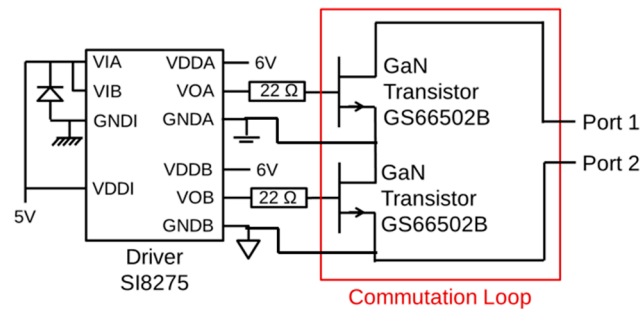 VIA
VIB
GNDI
VDDI
5V
VDDA
6V
VOA
22 Ω
GNDA
VDDB
6V
VOB
22 Ω
GNDB
Driver
SI8275
GaN
Transistor
GS66502B
GaN
Transistor
GS66502B
Port 1
Port 2
Commutation Loop